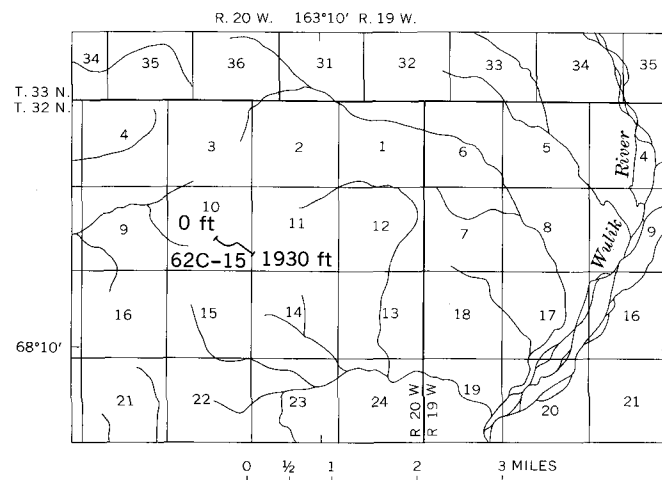 R. 20 W. 163°10' R. 19 W.
34 35 36 31 32 33 34 35
T. 33 N.
T. 32 N.
4 3 2 1 6 5 4
River
10 11 12 7 8 9
9
0 ft
Wulik
62C-15 1930 ft
16 15 14 13 18 17 16
68°10'
21 22 23 24 19 20 21
R 20 W
R 19 W
0 ½ 1 2 3 MILES